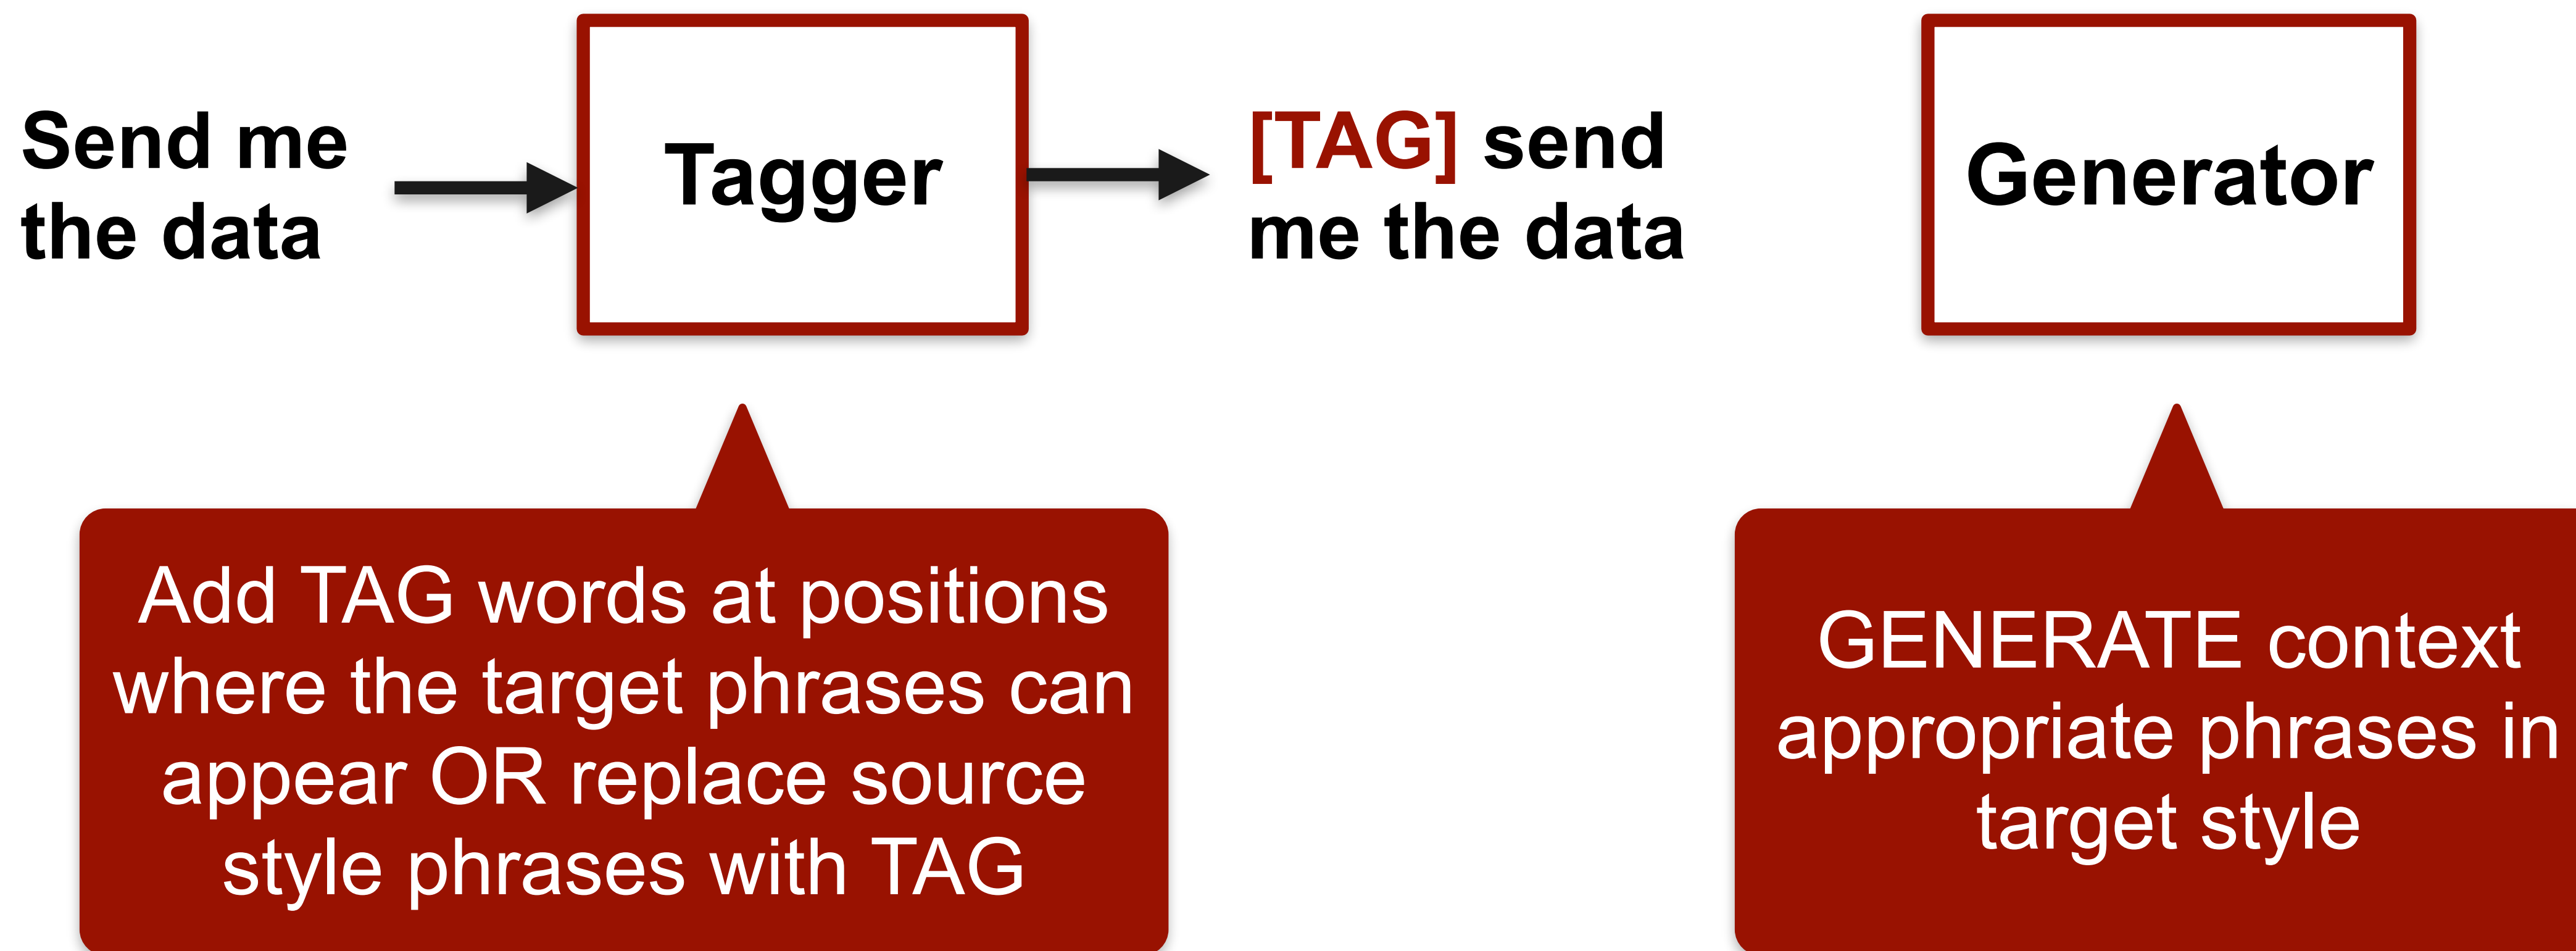 Send me
the data
Tagger
[TAG] send
me the data
Generator
Add TAG words at positions
where the target phrases can
appear OR replace source
style phrases with TAG
GENERATE context
appropriate phrases in
target style